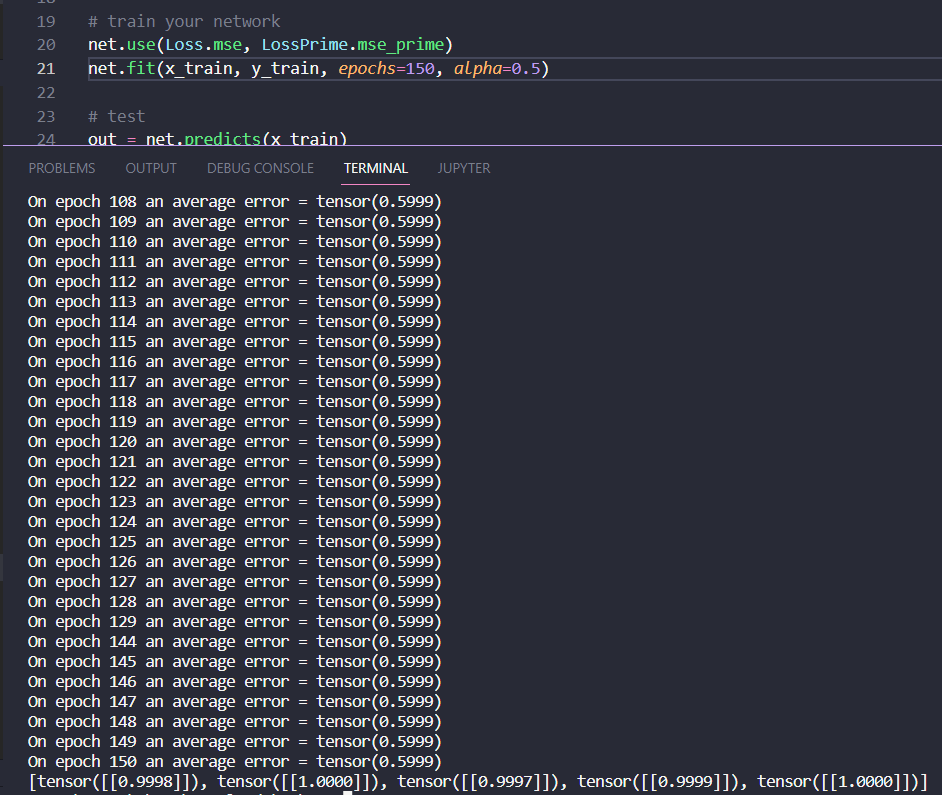 19 # train your network
20 net.use(Loss.mse, LossPrime.mse_prime)
21 net.fit(x_train, y_train, epochs=150, alpha=0.5)
22
23 # test
24 out = net.predicts(x_train)
PROBLEMS OUTPUT DEBUG CONSOLE TERMINAL JUPYTER
On epoch 108 an average error = tensor(0.5999)
On epoch 109 an average error = tensor(0.5999)
On epoch 110 an average error = tensor(0.5999)
On epoch 111 an average error = tensor(0.5999)
On epoch 112 an average error = tensor(0.5999)
On epoch 113 an average error = tensor(0.5999)
On epoch 114 an average error = tensor(0.5999)
On epoch 115 an average error = tensor(0.5999)
On epoch 116 an average error = tensor(0.5999)
On epoch 117 an average error = tensor(0.5999)
On epoch 118 an average error = tensor(0.5999)
On epoch 119 an average error = tensor(0.5999)
On epoch 120 an average error = tensor(0.5999)
On epoch 121 an average error = tensor(0.5999)
On epoch 122 an average error = tensor(0.5999)
On epoch 123 an average error = tensor(0.5999)
On epoch 124 an average error = tensor(0.5999)
On epoch 125 an average error = tensor(0.5999)
On epoch 126 an average error = tensor(0.5999)
On epoch 127 an average error = tensor(0.5999)
On epoch 128 an average error = tensor(0.5999)
On epoch 129 an average error = tensor(0.5999)
On epoch 144 an average error = tensor(0.5999)
On epoch 145 an average error = tensor(0.5999)
On epoch 146 an average error = tensor(0.5999)
On epoch 147 an average error = tensor(0.5999)
On epoch 148 an average error = tensor(0.5999)
On epoch 149 an average error = tensor(0.5999)
On epoch 150 an average error = tensor(0.5999)
[tensor([[0.9998]]), tensor([[1.0000]]), tensor([[0.9997]]), tensor([[0.9999]]), tensor([[1.0000]])]